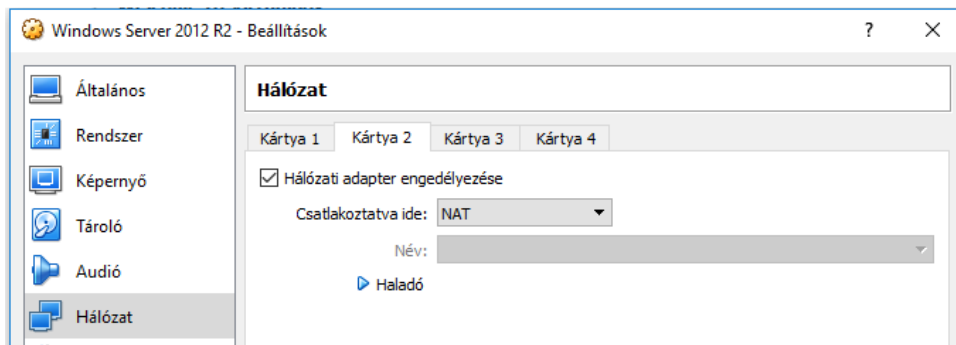 Windows Server 2012 R2 - Beállítások
?
Általános
Rendszer
Képernyő
Tároló
Audió
Hálózat
Hálózat
Kártya 1 Kártya 2 Kártya 3 Kártya 4
Hálózati adapter engedélyezése
Csatlakoztatva ide: NAT
Név:
Haladó